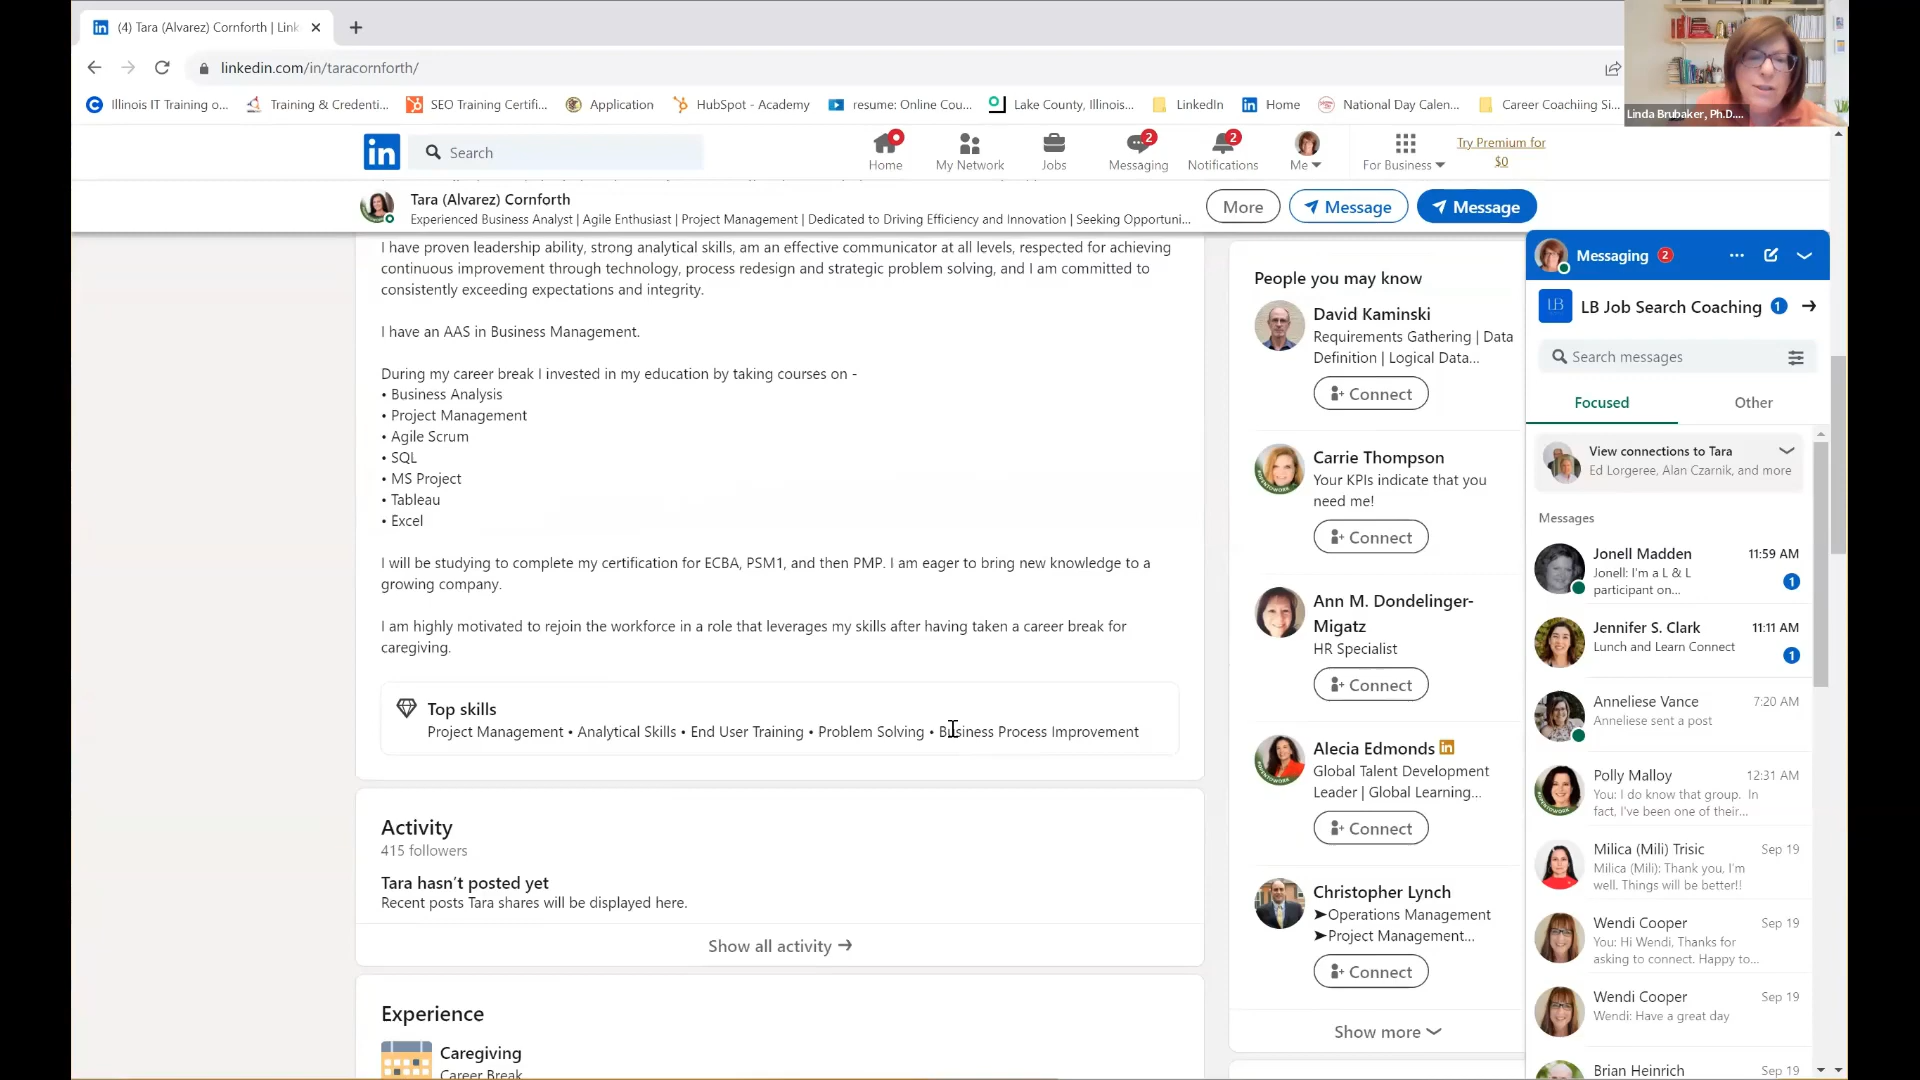 (4) Tara (Alvarez) Cornforth | Link
linkedin.com/in/taracornforth/
Illinois IT Training o...
Training & Credenti...
SEO Training Certifi...
Application
HubSpot - Academy
resume: Online Cou...
Lake County, Illinois...
LinkedIn
Home
National Day Calen...
Career Coachiing Si...
Linda Brubaker, Ph.D....
in
Search
Home
My Network
Jobs
2
Messaging
2
Notifications
Me
For Business
Try Premium for
$0
Tara (Alvarez) Cornforth
Experienced Business Analyst | Agile Enthusiast | Project Management | Dedicated to Driving Efficiency and Innovation | Seeking Opportuni...
More
Message
Message
I have proven leadership ability, strong analytical skills, am an effective communicator at all levels, respected for achieving
continuous improvement through technology, process redesign and strategic problem solving, and I am committed to
consistently exceeding expectations and integrity.
I have an AAS in Business Management.
During my career break I invested in my education by taking courses on -
• Business Analysis
• Project Management
• Agile Scrum
• SQL
• MS Project
• Tableau
• Excel
I will be studying to complete my certification for ECBA, PSM1, and then PMP. I am eager to bring new knowledge to a
growing company.
I am highly motivated to rejoin the workforce in a role that leverages my skills after having taken a career break for
caregiving.
Top skills
Project Management • Analytical Skills • End User Training • Problem Solving • Business Process Improvement
Activity
415 followers
Tara hasn't posted yet
Recent posts Tara shares will be displayed here.
Show all activity →
Experience
Caregiving
Career Break
People you may know
David Kaminski
Requirements Gathering | Data
Definition | Logical Data...
Connect
Carrie Thompson
Your KPIs indicate that you
need me!
Connect
Ann M. Dondelinger-
Migatz
HR Specialist
Connect
Alecia Edmonds in
Global Talent Development
Leader | Global Learning...
Connect
Christopher Lynch
➤Operations Management
➤Project Management...
Connect
Show more
Messaging 2
LB
LB Job Search Coaching 1
Search messages
Focused
Other
View connections to Tara
Ed Lorgeree, Alan Czarnik, and more
Messages
Jonell Madden 11:59 AM
Jonell: I'm a L & L 1
participant on...
Jennifer S. Clark 11:11 AM
Lunch and Learn Connect 1
Anneliese Vance 7:20 AM
Anneliese sent a post
Polly Malloy 12:31 AM
You: I do know that group. In
fact, I've been one of their...
Milica (Mili) Trisic Sep 19
Milica (Mili): Thank you, I'm
well. Things will be better!!
Wendi Cooper Sep 19
You: Hi Wendi, Thanks for
asking to connect. Happy to...
Wendi Cooper Sep 19
Wendi: Have a great day
Brian Heinrich Sep 19